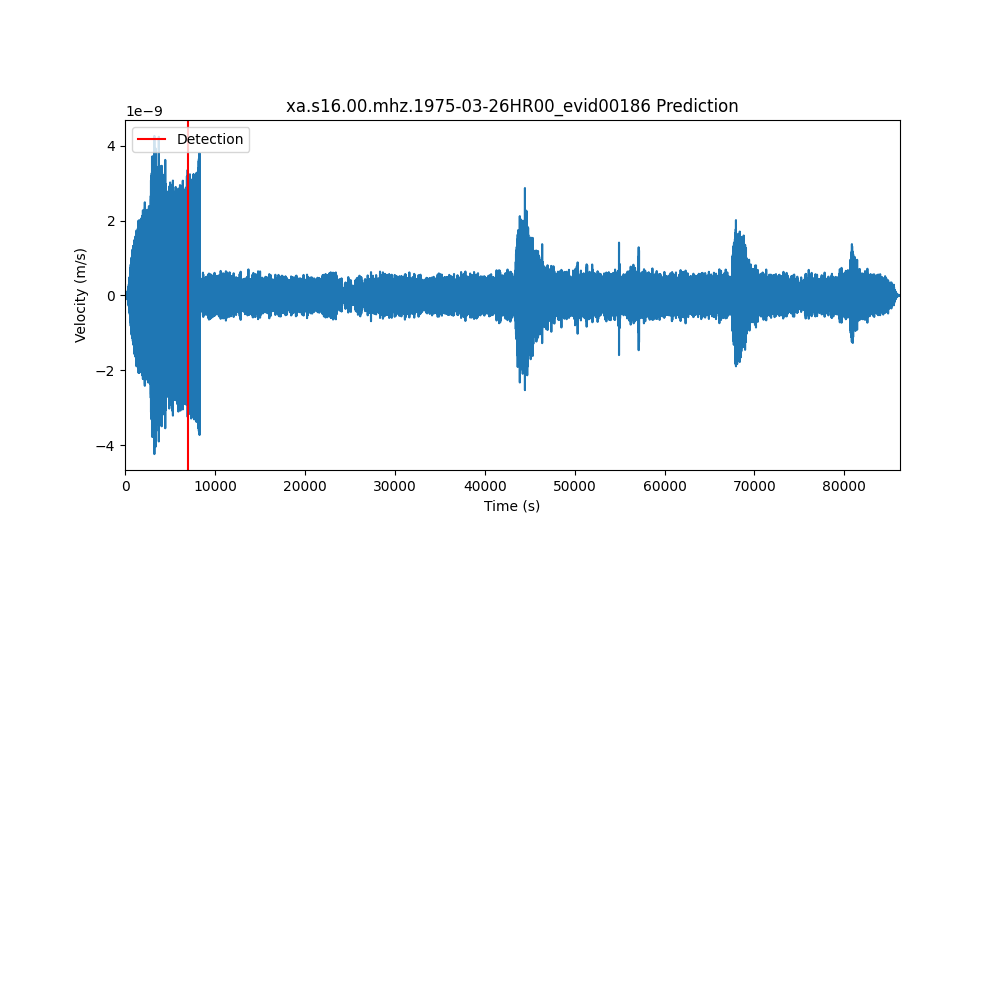 xa.s16.00.mhz.1975-03-26HR00_evid00186 Prediction
1e−9
Detection
4
2
0
−2
−4
Velocity (m/s)
0 10000 20000 30000 40000 50000 60000 70000 80000
Time (s)